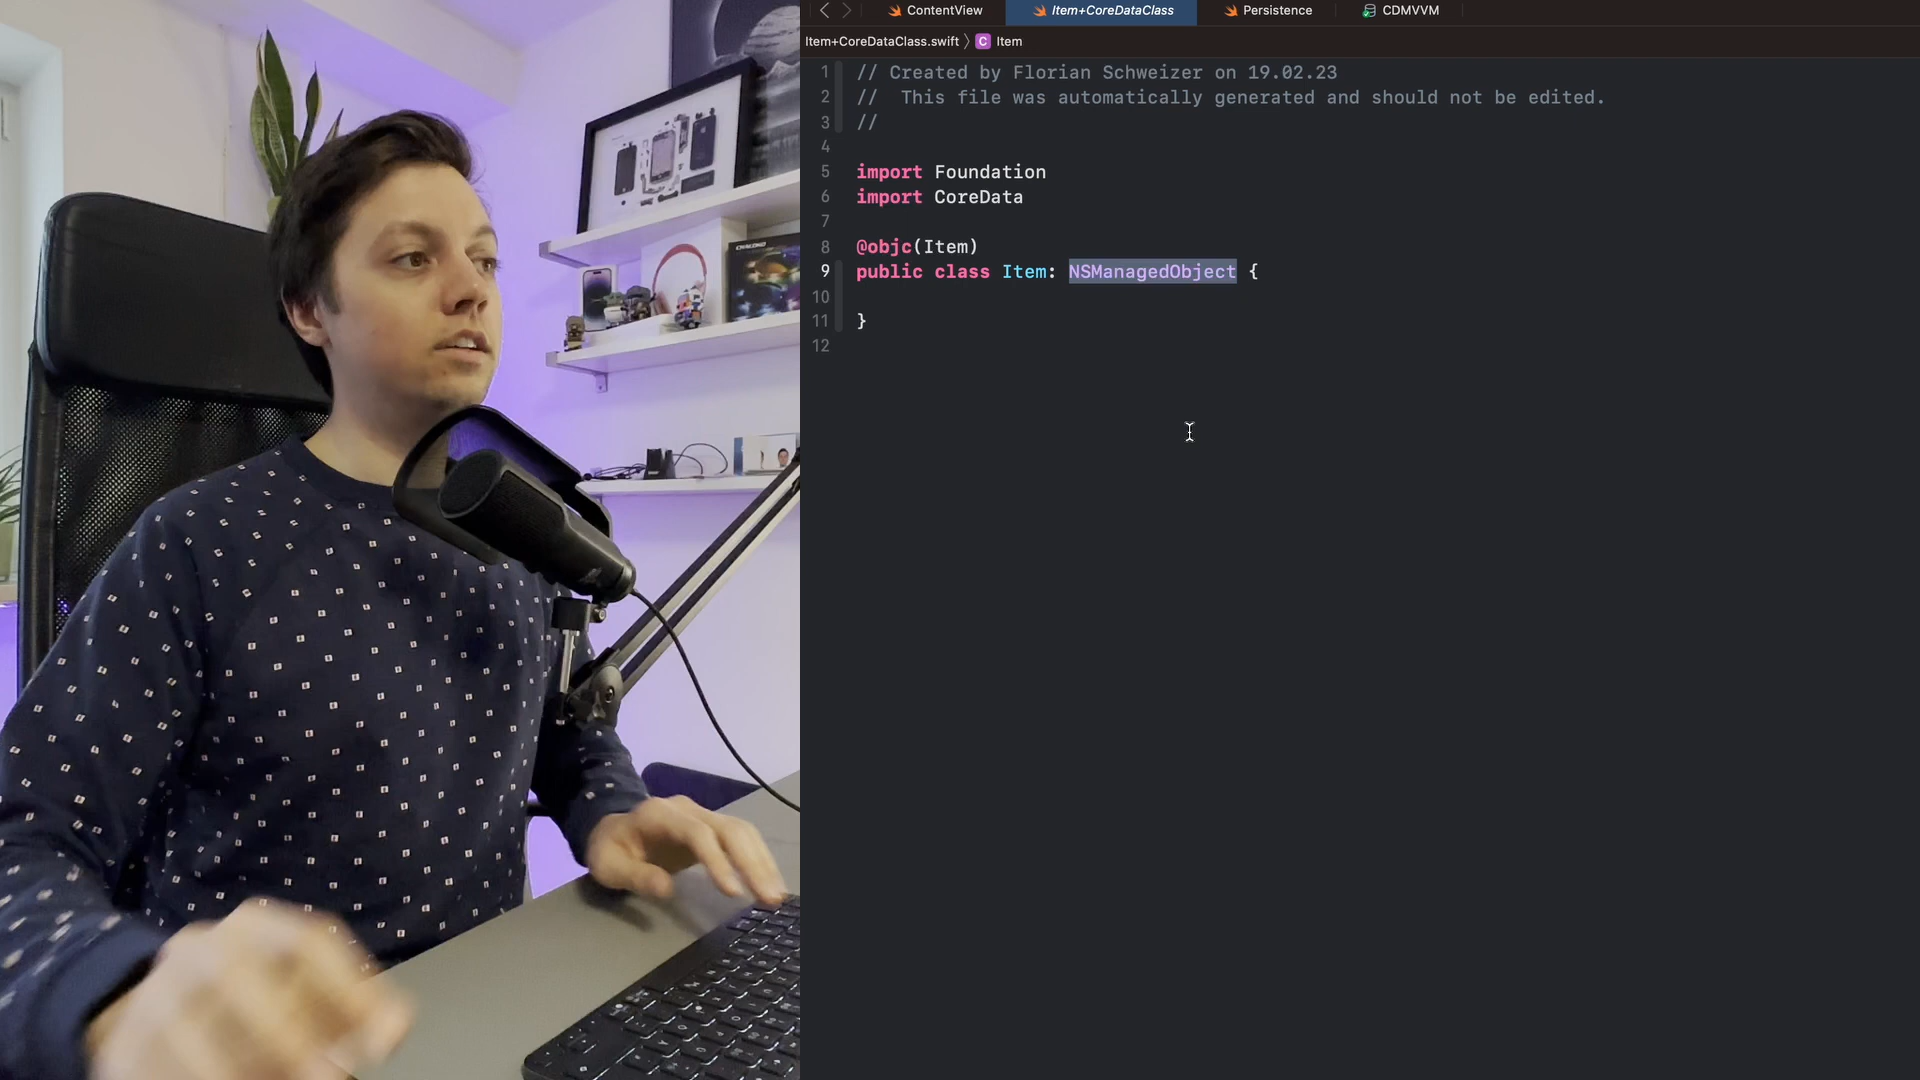 ContentView
Item+CoreDataClass
Persistence
CDMVVM
Item+CoreDataClass.swift
C Item
1 // Created by Florian Schweizer on 19.02.23
2 // This file was automatically generated and should not be edited.
3 //
4
5 import Foundation
6 import CoreData
7
8 @objc(Item)
9 public class Item: NSManagedObject {
10
11 }
12